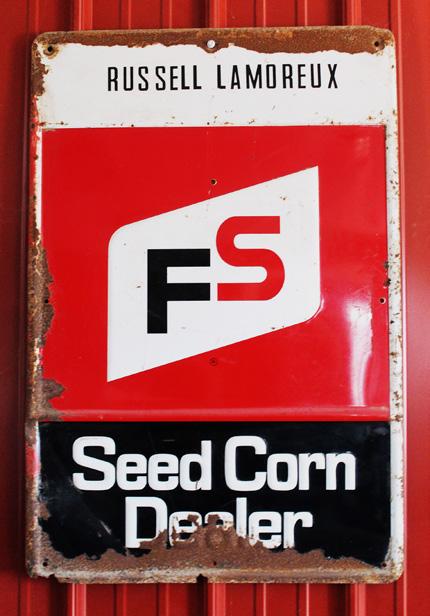 RUSSELL LAMOREUX
FS
®
Seed Corn
Dealer